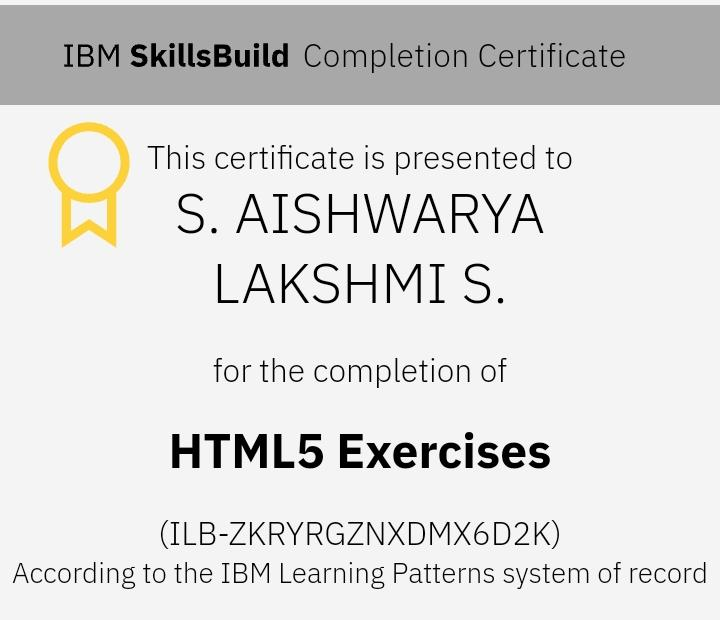 IBM SkillsBuild Completion Certificate
This certificate is presented to
S. AISHWARYA
LAKSHMI S.
for the completion of
HTML5 Exercises
(ILB-ZKRYRGZNXDMX6D2K)
According to the IBM Learning Patterns system of record